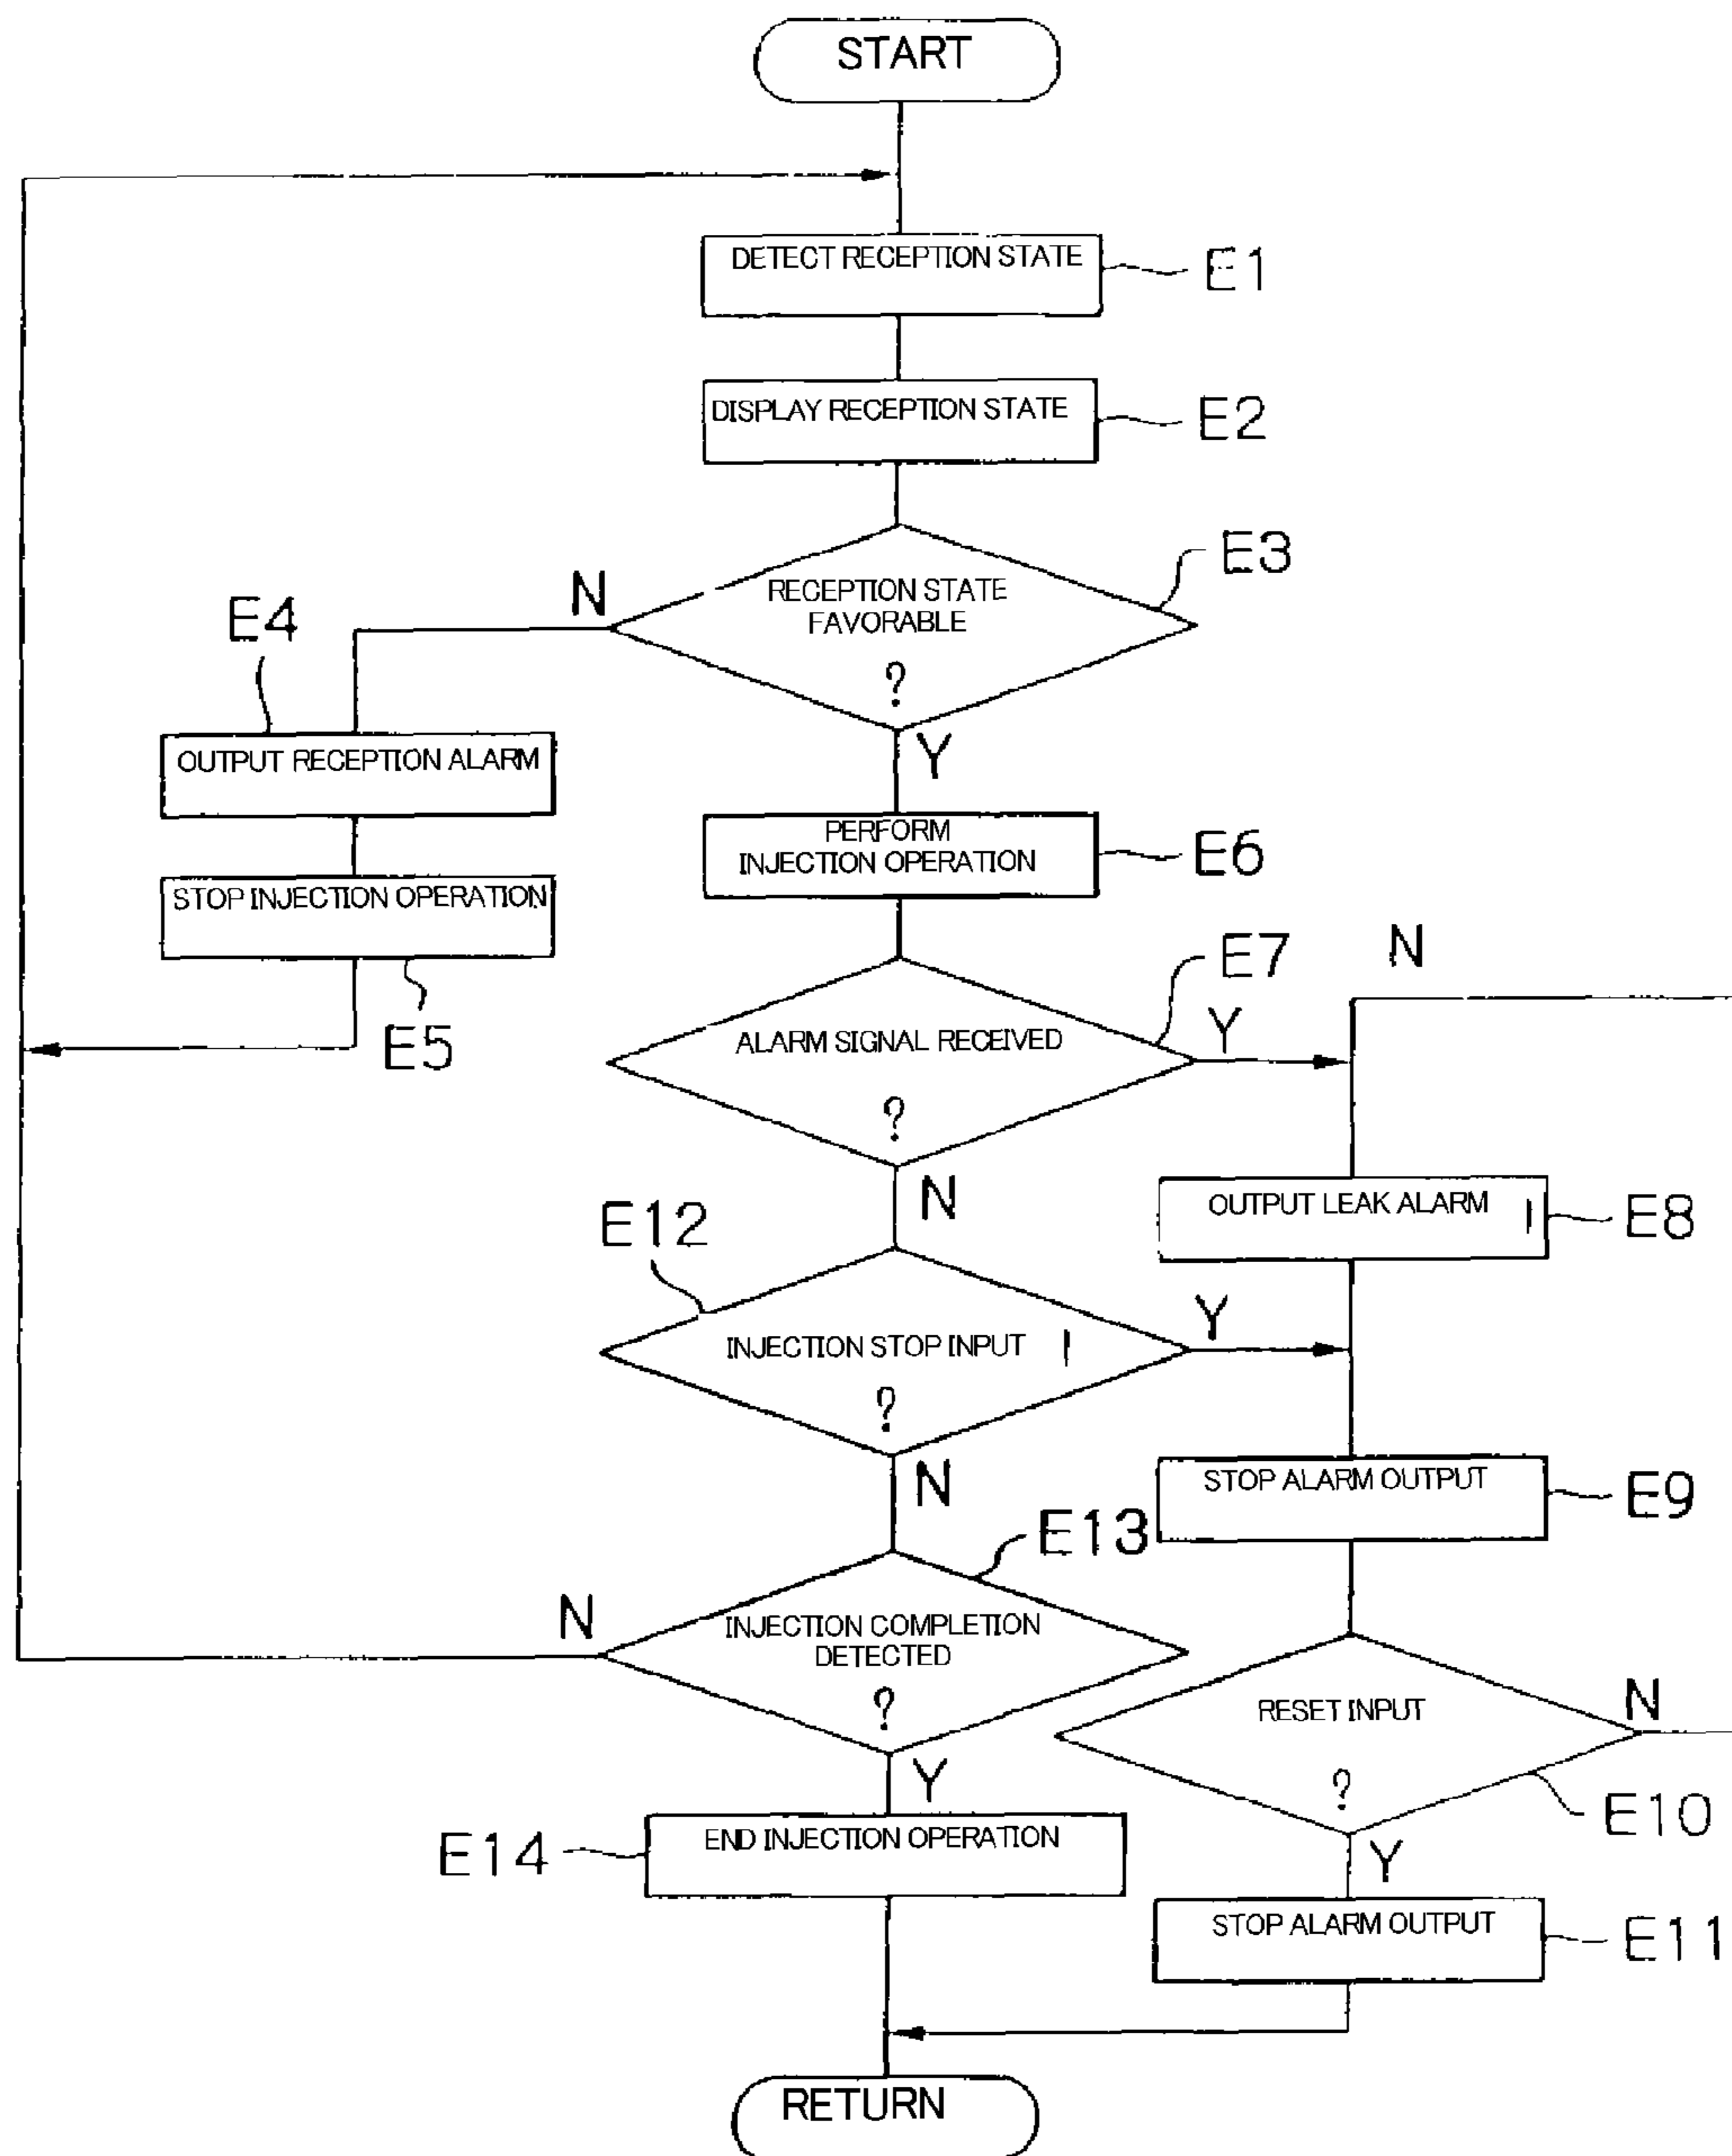 START
DETECT RECEPTION STATE
E1
DISPLAY RECEPTION STATE
E2
RECEPTION STATE
FAVORABLE
?
E3
N
Y
E4
OUTPUT RECEPTION ALARM
STOP INJECTION OPERATION
E5
PERFORM
INJECTION OPERATION
E6
ALARM SIGNAL RECEIVED
?
E7
Y
N
N
OUTPUT LEAK ALARM
E8
E12
INJECTION STOP INPUT
?
Y
N
STOP ALARM OUTPUT
E9
E13
INJECTION COMPLETION
DETECTED
?
N
Y
RESET INPUT
?
N
E10
Y
E14
END INJECTION OPERATION
STOP ALARM OUTPUT
E11
RETURN